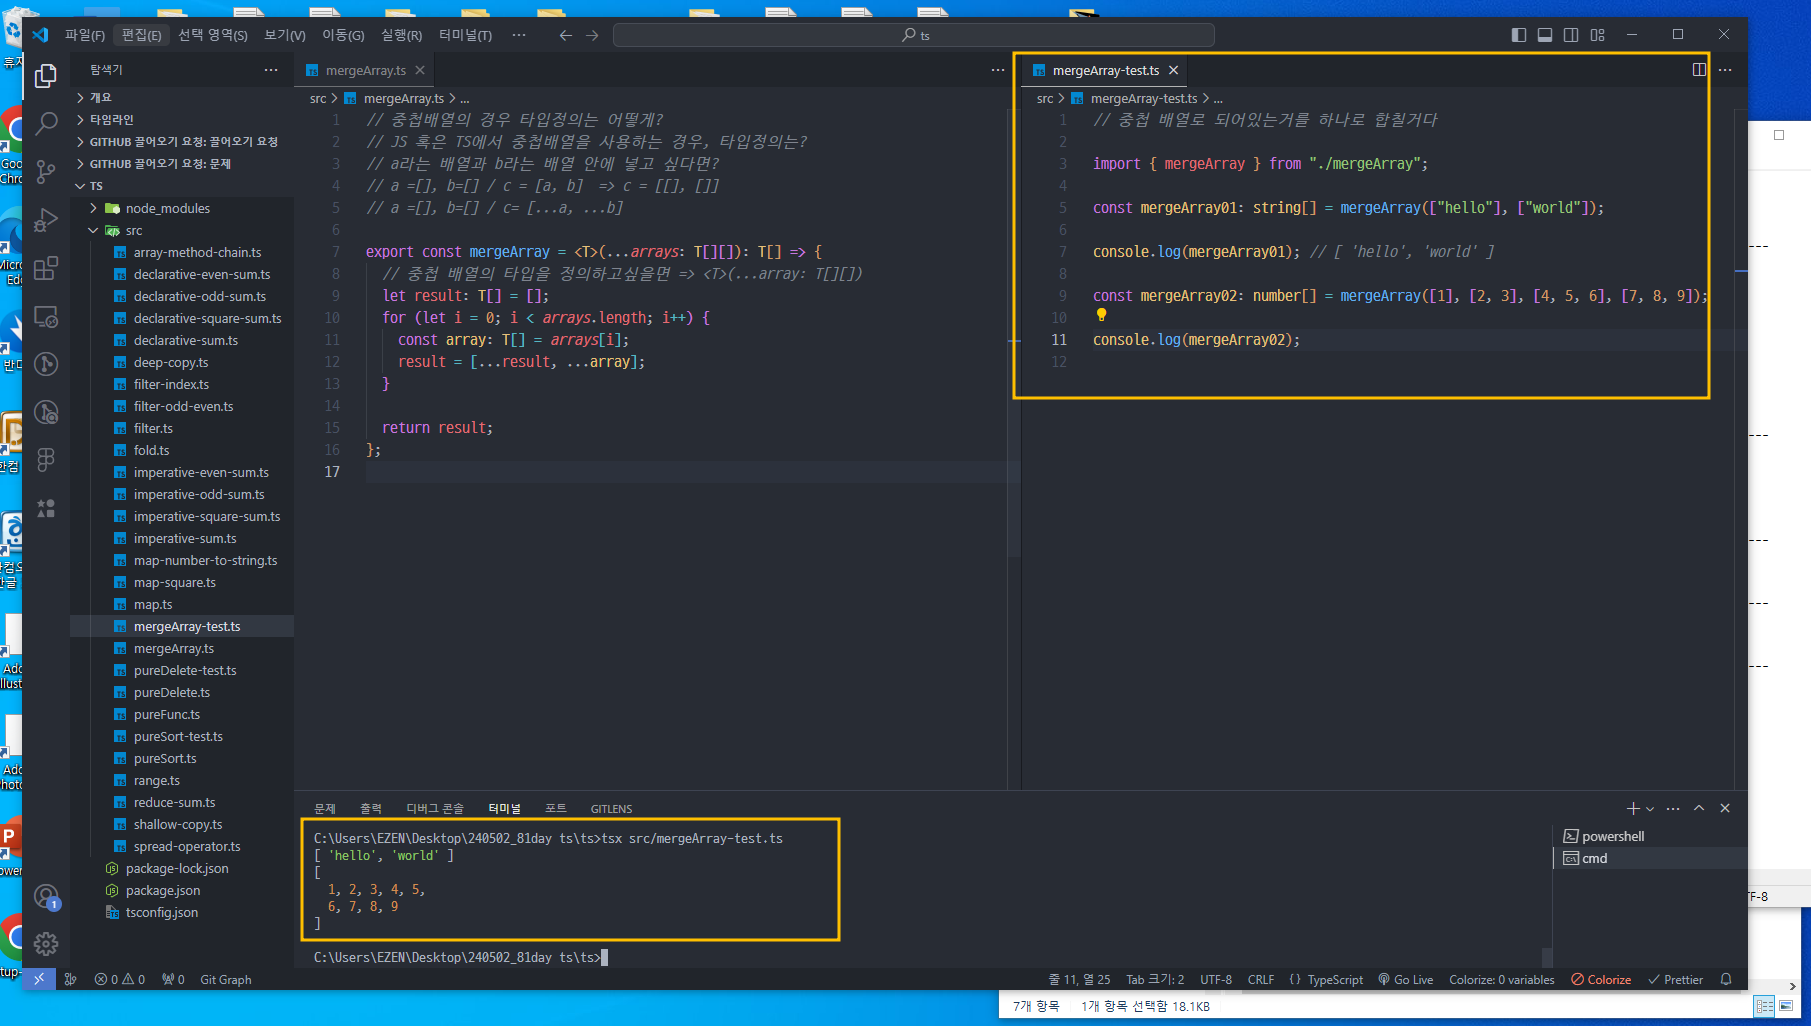 파일(F) 편집(E) 선택 영역(S) 보기(V) 이동(G) 실행(R) 터미널(T) ··· ts
탐색기 ···
개요
타임라인
GITHUB 끌어오기 요청: 끌어오기 요청
GITHUB 끌어오기 요청: 문제
TS
node_modules
src
array-method-chain.ts
declarative-even-sum.ts
declarative-odd-sum.ts
declarative-square-sum.ts
declarative-sum.ts
deep-copy.ts
filter-index.ts
filter-odd-even.ts
filter.ts
fold.ts
imperative-even-sum.ts
imperative-odd-sum.ts
imperative-square-sum.ts
imperative-sum.ts
map-number-to-string.ts
map-square.ts
map.ts
mergeArray-test.ts
mergeArray.ts
pureDelete-test.ts
pureDelete.ts
pureFunc.ts
pureSort-test.ts
pureSort.ts
range.ts
reduce-sum.ts
shallow-copy.ts
spread-operator.ts
package-lock.json
package.json
tsconfig.json
mergeArray.ts
src > mergeArray.ts > ...
1 // 중첩배열의 경우 타입정의는 어떻게?
2 // JS 혹은 TS에서 중첩배열을 사용하는 경우, 타입정의는?
3 // a라는 배열과 b라는 배열 안에 넣고 싶다면?
4 // a =[], b=[] / c = [a, b]  => c = [[], []]
5 // a =[], b=[] / c= [...a, ...b]
6
7 export const mergeArray = <T>(...arrays: T[][]): T[] => {
8 // 중첩 배열의 타입을 정의하고싶을면 => <T>(...array: T[][])
9 let result: T[] = [];
10 for (let i = 0; i < arrays.length; i++) {
11 const array: T[] = arrays[i];
12 result = [...result, ...array];
13 }
14
15 return result;
16 };
17
mergeArray-test.ts
src > mergeArray-test.ts > ...
1 // 중첩 배열로 되어있는거를 하나로 합칠거다
2
3 import { mergeArray } from "./mergeArray";
4
5 const mergeArray01: string[] = mergeArray(["hello"], ["world"]);
6
7 console.log(mergeArray01); // [ 'hello', 'world' ]
8
9 const mergeArray02: number[] = mergeArray([1], [2, 3], [4, 5, 6], [7, 8, 9]);
10
11 console.log(mergeArray02);
12
문제 출력 디버그 콘솔 터미널 포트 GITLENS
C:\Users\EZEN\Desktop\240502_81day ts\ts>tsx src/mergeArray-test.ts
[ 'hello', 'world' ]
[
1, 2, 3, 4, 5,
6, 7, 8, 9
]
C:\Users\EZEN\Desktop\240502_81day ts\ts>
powershell
cmd
0 0 0 Git Graph
줄 11, 열 25 Tab 크기: 2 UTF-8 CRLF {} TypeScript Go Live Colorize: 0 variables Colorize Prettier
7개 항목 1개 항목 선택함 18.1KB